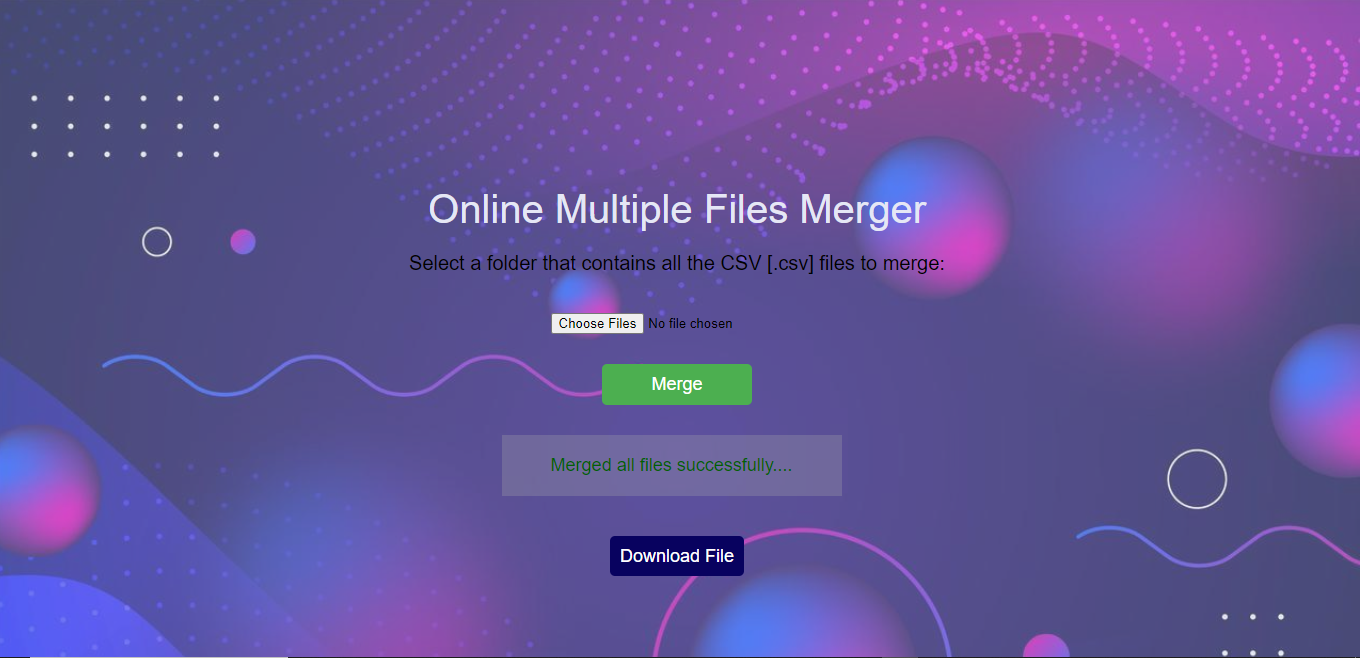 Online Multiple Files Merger
Select a folder that contains all the CSV [.csv] files to merge:
Choose Files No file chosen
Merge
Merged all files successfully....
Download File